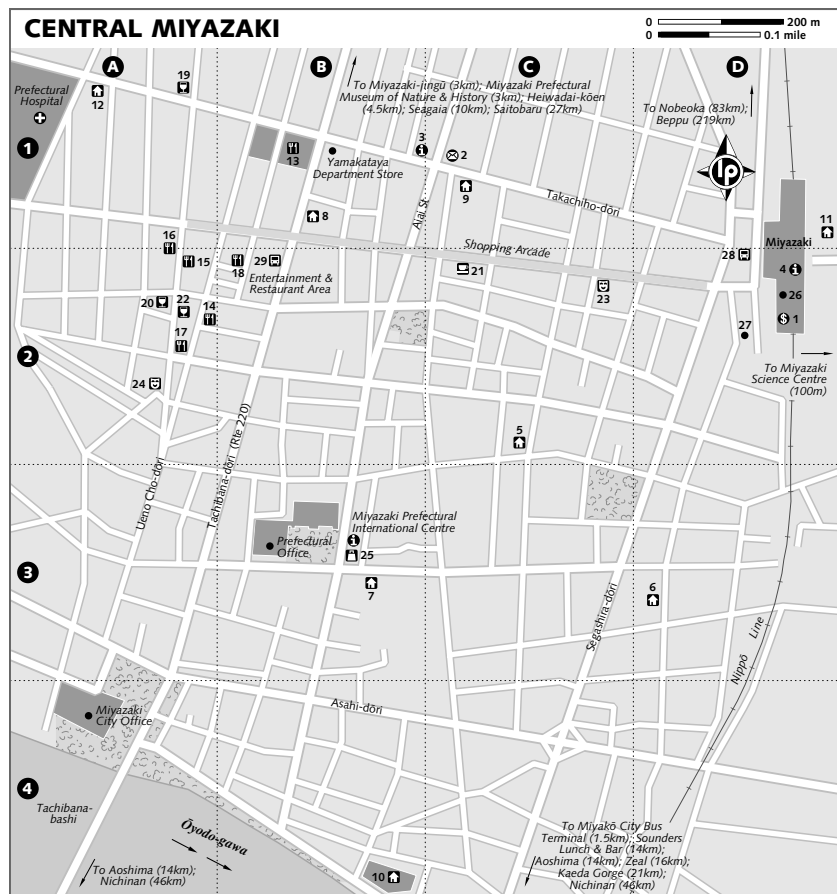 CENTRAL MIYAZAKI
0 200 m
0 0.1 mile
A
B
C
D
1
2
3
4
Prefectural
Hospital
12
19
To Miyazaki-jingū (3km); Miyazaki Prefectural
Museum of Nature & History (3km); Heiwadai-kōen
(4.5km); Seagaia (10km); Saitobaru (27km)
To Nobeoka (83km);
Beppu (219km)
lp
3
2
13
Yamakataya
Department Store
9
Takachiho-dōri
8
Alai St
11
16
15
18
29
Shopping Arcade
Miyazaki
28
4
Entertainment &
Restaurant Area
21
23
26
20
22
14
$ 1
17
27
24
To Miyazaki
Science Centre
(100m)
5
Ueno Cho-dōri
Tachibana-dōri (Rte 220)
Miyazaki Prefectural
International Centre
Prefectural
Office
25
7
6
Segashira-dōri
Nippō Line
Asahi-dōri
Miyazaki
City Office
Tachibana-
bashi
Ōyodo-gawa
To Aoshima (14km);
Nichinan (46km)
10
To Miyakō City Bus
Terminal (1.5km); Sounders
Lunch & Bar (14km);
Aoshima (14km); Zeal (16km);
Kaeda Gorge (21km);
Nichinan (46km)